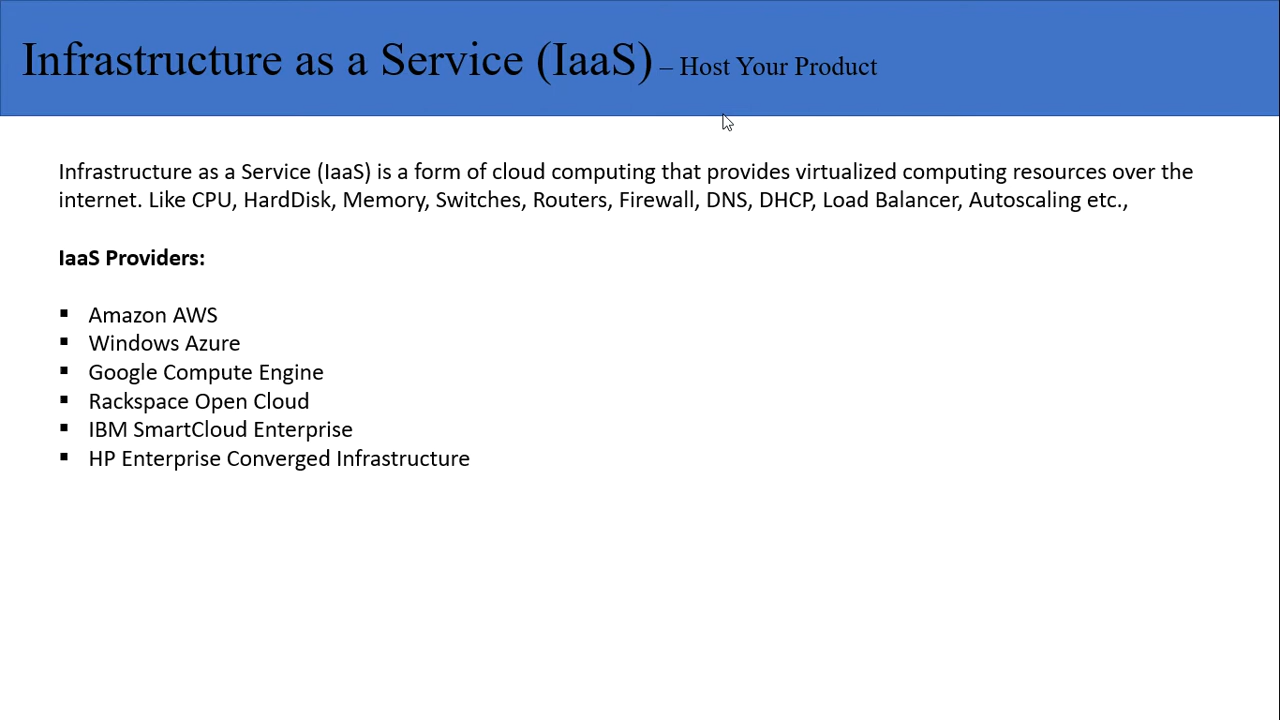 Infrastructure as a Service (IaaS) – Host Your Product
Infrastructure as a Service (IaaS) is a form of cloud computing that provides virtualized computing resources over the
internet. Like CPU, HardDisk, Memory, Switches, Routers, Firewall, DNS, DHCP, Load Balancer, Autoscaling etc.,
IaaS Providers:
▪ Amazon AWS
▪ Windows Azure
▪ Google Compute Engine
▪ Rackspace Open Cloud
▪ IBM SmartCloud Enterprise
▪ HP Enterprise Converged Infrastructure